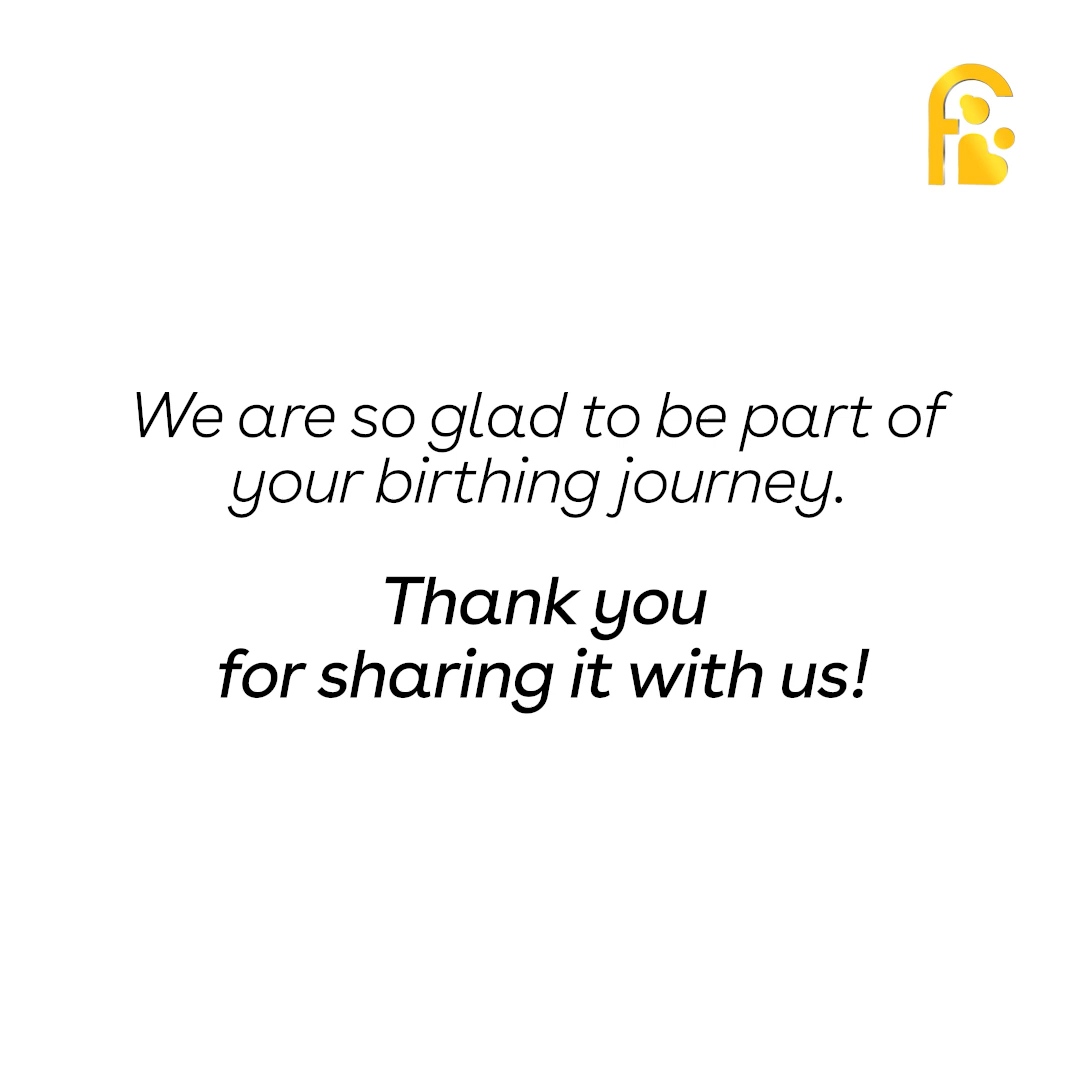 We are so glad to be part of
your birthing journey.
Thank you
for sharing it with us!